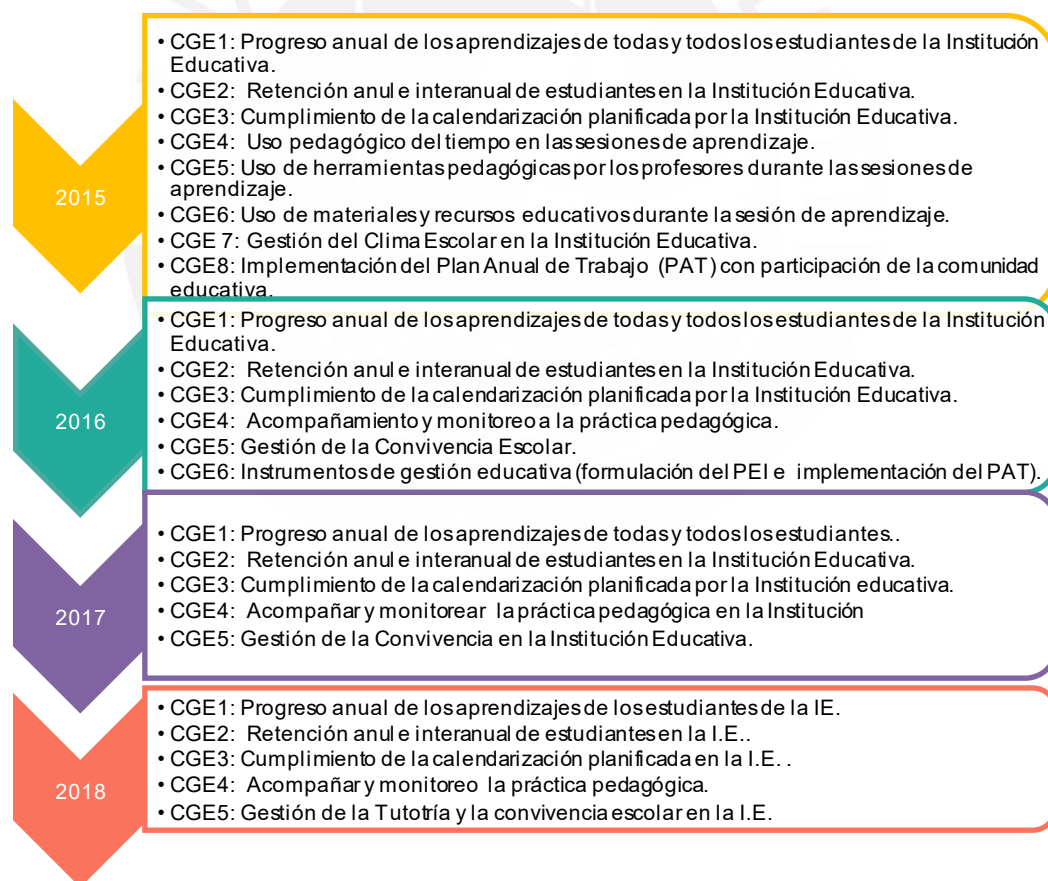 2015
• CGE1: Progreso anual de los aprendizajes de todas y todos los estudiantes de la Institución
Educativa.
• CGE2: Retención anul e interanual de estudiantes en la Institución Educativa.
• CGE3: Cumplimiento de la calendarización planificada por la Institución Educativa.
• CGE4: Uso pedagógico del tiempo en las sesiones de aprendizaje.
• CGE5: Uso de herramientas pedagógicas por los profesores durante las sesiones de
aprendizaje.
• CGE6: Uso de materiales y recursos educativos durante la sesión de aprendizaje.
• CGE 7: Gestión del Clima Escolar en la Institución Educativa.
• CGE8: Implementación del Plan Anual de Trabajo (PAT) con participación de la comunidad
educativa.
2016
• CGE1: Progreso anual de los aprendizajes de todas y todos los estudiantes de la Institución
Educativa.
• CGE2: Retención anul e interanual de estudiantes en la Institución Educativa.
• CGE3: Cumplimiento de la calendarización planificada por la Institución Educativa.
• CGE4: Acompañamiento y monitoreo a la práctica pedagógica.
• CGE5: Gestión de la Convivencia Escolar.
• CGE6: Instrumentos de gestión educativa (formulación del PEI e implementación del PAT).
2017
• CGE1: Progreso anual de los aprendizajes de todas y todos los estudiantes..
• CGE2: Retención anul e interanual de estudiantes en la Institución Educativa.
• CGE3: Cumplimiento de la calendarización planificada por la Institución educativa.
• CGE4: Acompañar y monitorear la práctica pedagógica en la Institución
• CGE5: Gestión de la Convivencia en la Institución Educativa.
2018
• CGE1: Progreso anual de los aprendizajes de los estudiantes de la IE.
• CGE2: Retención anul e interanual de estudiantes en la I.E..
• CGE3: Cumplimiento de la calendarización planificada en la I.E. .
• CGE4: Acompañar y monitoreo la práctica pedagógica.
• CGE5: Gestión de la Tutotría y la convivencia escolar en la I.E.